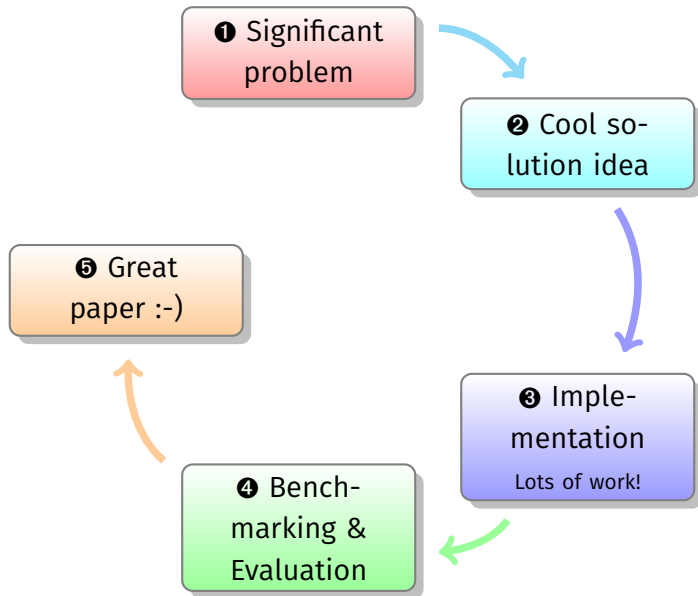 ❶ Significant
problem
❷ Cool so-
lution idea
❸ Imple-
mentation
Lots of work!
❹ Bench-
marking &
Evaluation
❺ Great
paper :-)